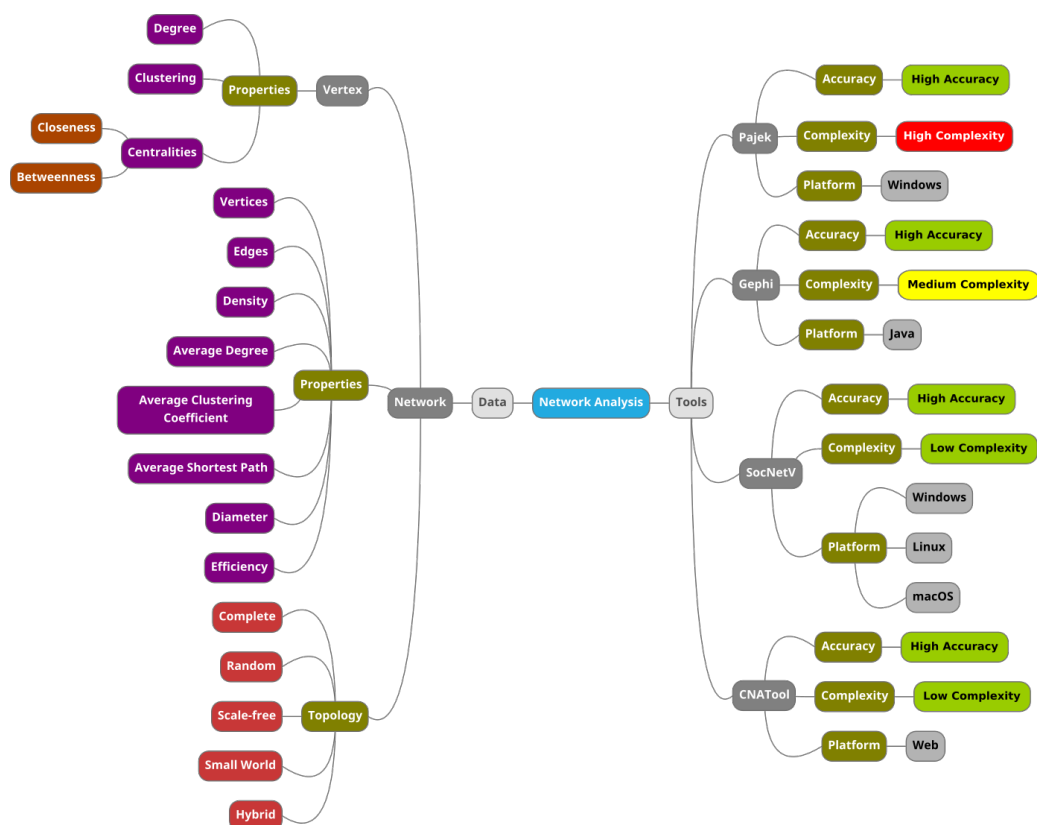 Degree
Clustering
Properties
Vertex
Closeness
Centralities
Betweenness
Vertices
Edges
Density
Average Degree
Properties
Average Clustering
Coefficient
Average Shortest Path
Diameter
Efficiency
Network
Data
Network Analysis
Tools
Complete
Random
Scale-free
Topology
Small World
Hybrid
Pajek
Accuracy
High Accuracy
Complexity
High Complexity
Platform
Windows
Gephi
Accuracy
High Accuracy
Complexity
Medium Complexity
Platform
Java
SocNetV
Accuracy
High Accuracy
Complexity
Low Complexity
Platform
Windows
Linux
macOS
CNATool
Accuracy
High Accuracy
Complexity
Low Complexity
Platform
Web